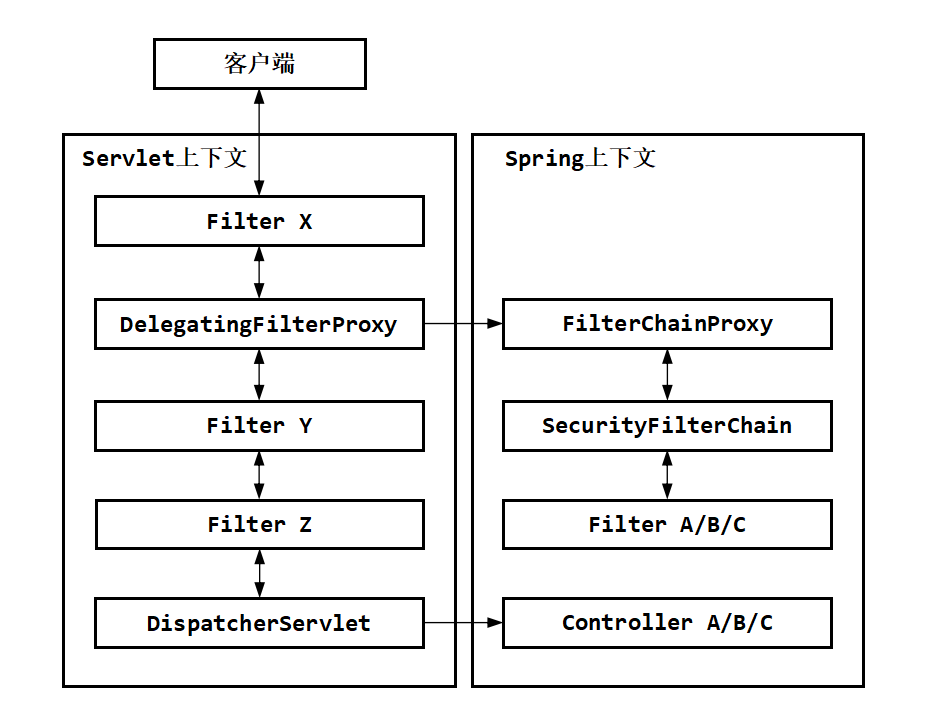 客户端
Servlet上下文
Filter X
DelegatingFilterProxy
Filter Y
Filter Z
DispatcherServlet
Spring上下文
FilterChainProxy
SecurityFilterChain
Filter A/B/C
Controller A/B/C